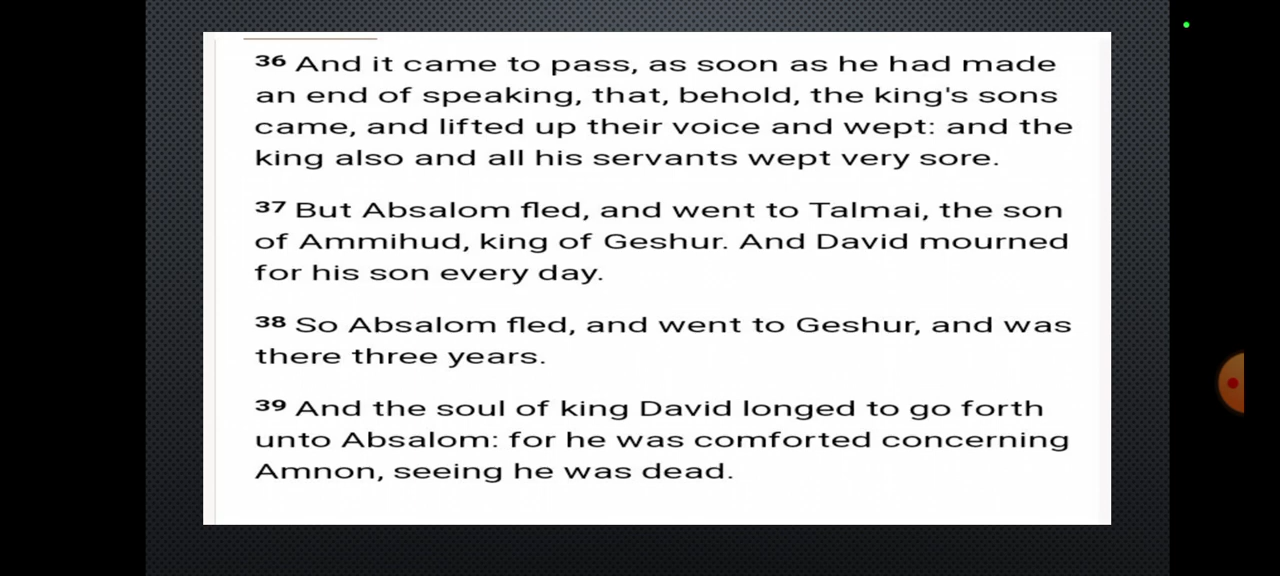 36 And it came to pass, as soon as he had made
an end of speaking, that, behold, the king's sons
came, and lifted up their voice and wept: and the
king also and all his servants wept very sore.
37 But Absalom fled, and went to Talmai, the son
of Ammihud, king of Geshur. And David mourned
for his son every day.
38 So Absalom fled, and went to Geshur, and was
there three years.
39 And the soul of king David longed to go forth
unto Absalom: for he was comforted concerning
Amnon, seeing he was dead.